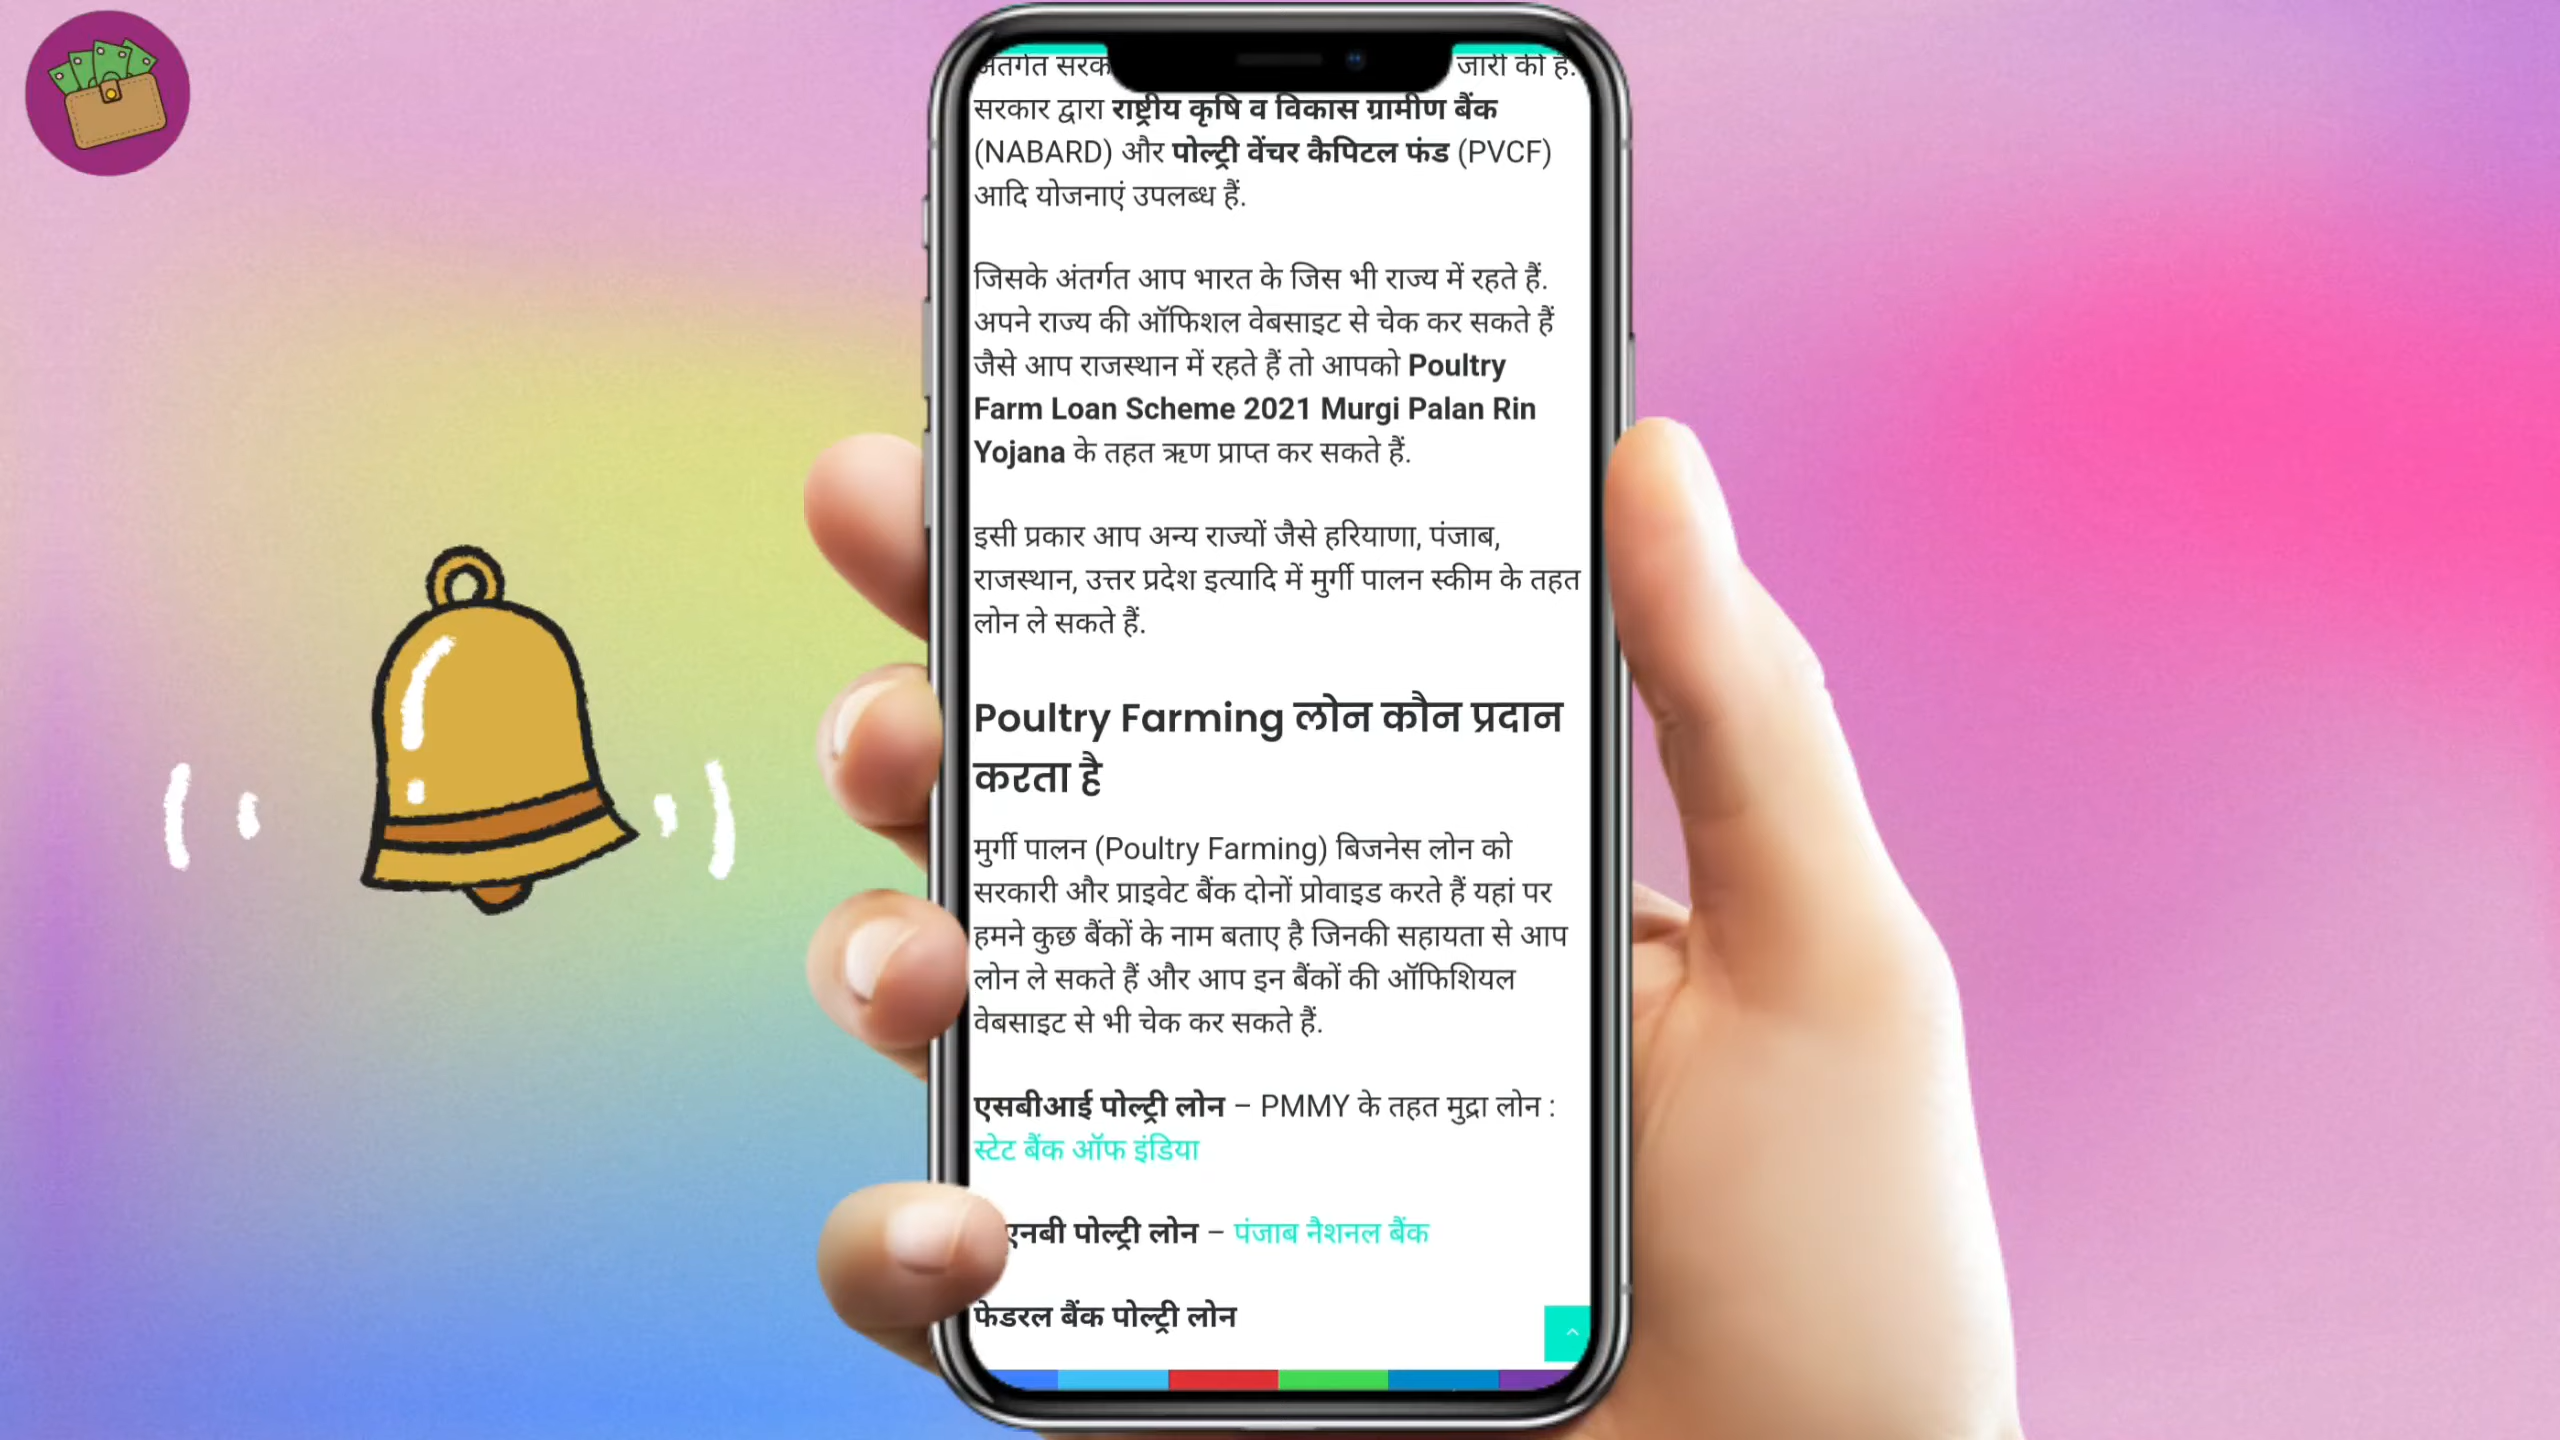 अंतर्गत सरक जारी की है.
सरकार द्वारा राष्ट्रीय कृषि व विकास ग्रामीण बैंक
(NABARD) और पोल्ट्री वेंचर कैपिटल फंड (PVCF)
आदि योजनाएं उपलब्ध हैं.
जिसके अंतर्गत आप भारत के जिस भी राज्य में रहते हैं.
अपने राज्य की ऑफिशल वेबसाइट से चेक कर सकते हैं
जैसे आप राजस्थान में रहते हैं तो आपको Poultry
Farm Loan Scheme 2021 Murgi Palan Rin
Yojana के तहत ऋण प्राप्त कर सकते हैं.
इसी प्रकार आप अन्य राज्यों जैसे हरियाणा, पंजाब,
राजस्थान, उत्तर प्रदेश इत्यादि में मुर्गी पालन स्कीम के तहत
लोन ले सकते हैं.
Poultry Farming लोन कौन प्रदान
करता है
मुर्गी पालन (Poultry Farming) बिजनेस लोन को
सरकारी और प्राइवेट बैंक दोनों प्रोवाइड करते हैं यहां पर
हमने कुछ बैंकों के नाम बताए है जिनकी सहायता से आप
लोन ले सकते हैं और आप इन बैंकों की ऑफिशियल
वेबसाइट से भी चेक कर सकते हैं.
एसबीआई पोल्ट्री लोन – PMMY के तहत मुद्रा लोन :
स्टेट बैंक ऑफ इंडिया
एनबी पोल्ट्री लोन – पंजाब नैशनल बैंक
फेडरल बैंक पोल्ट्री लोन